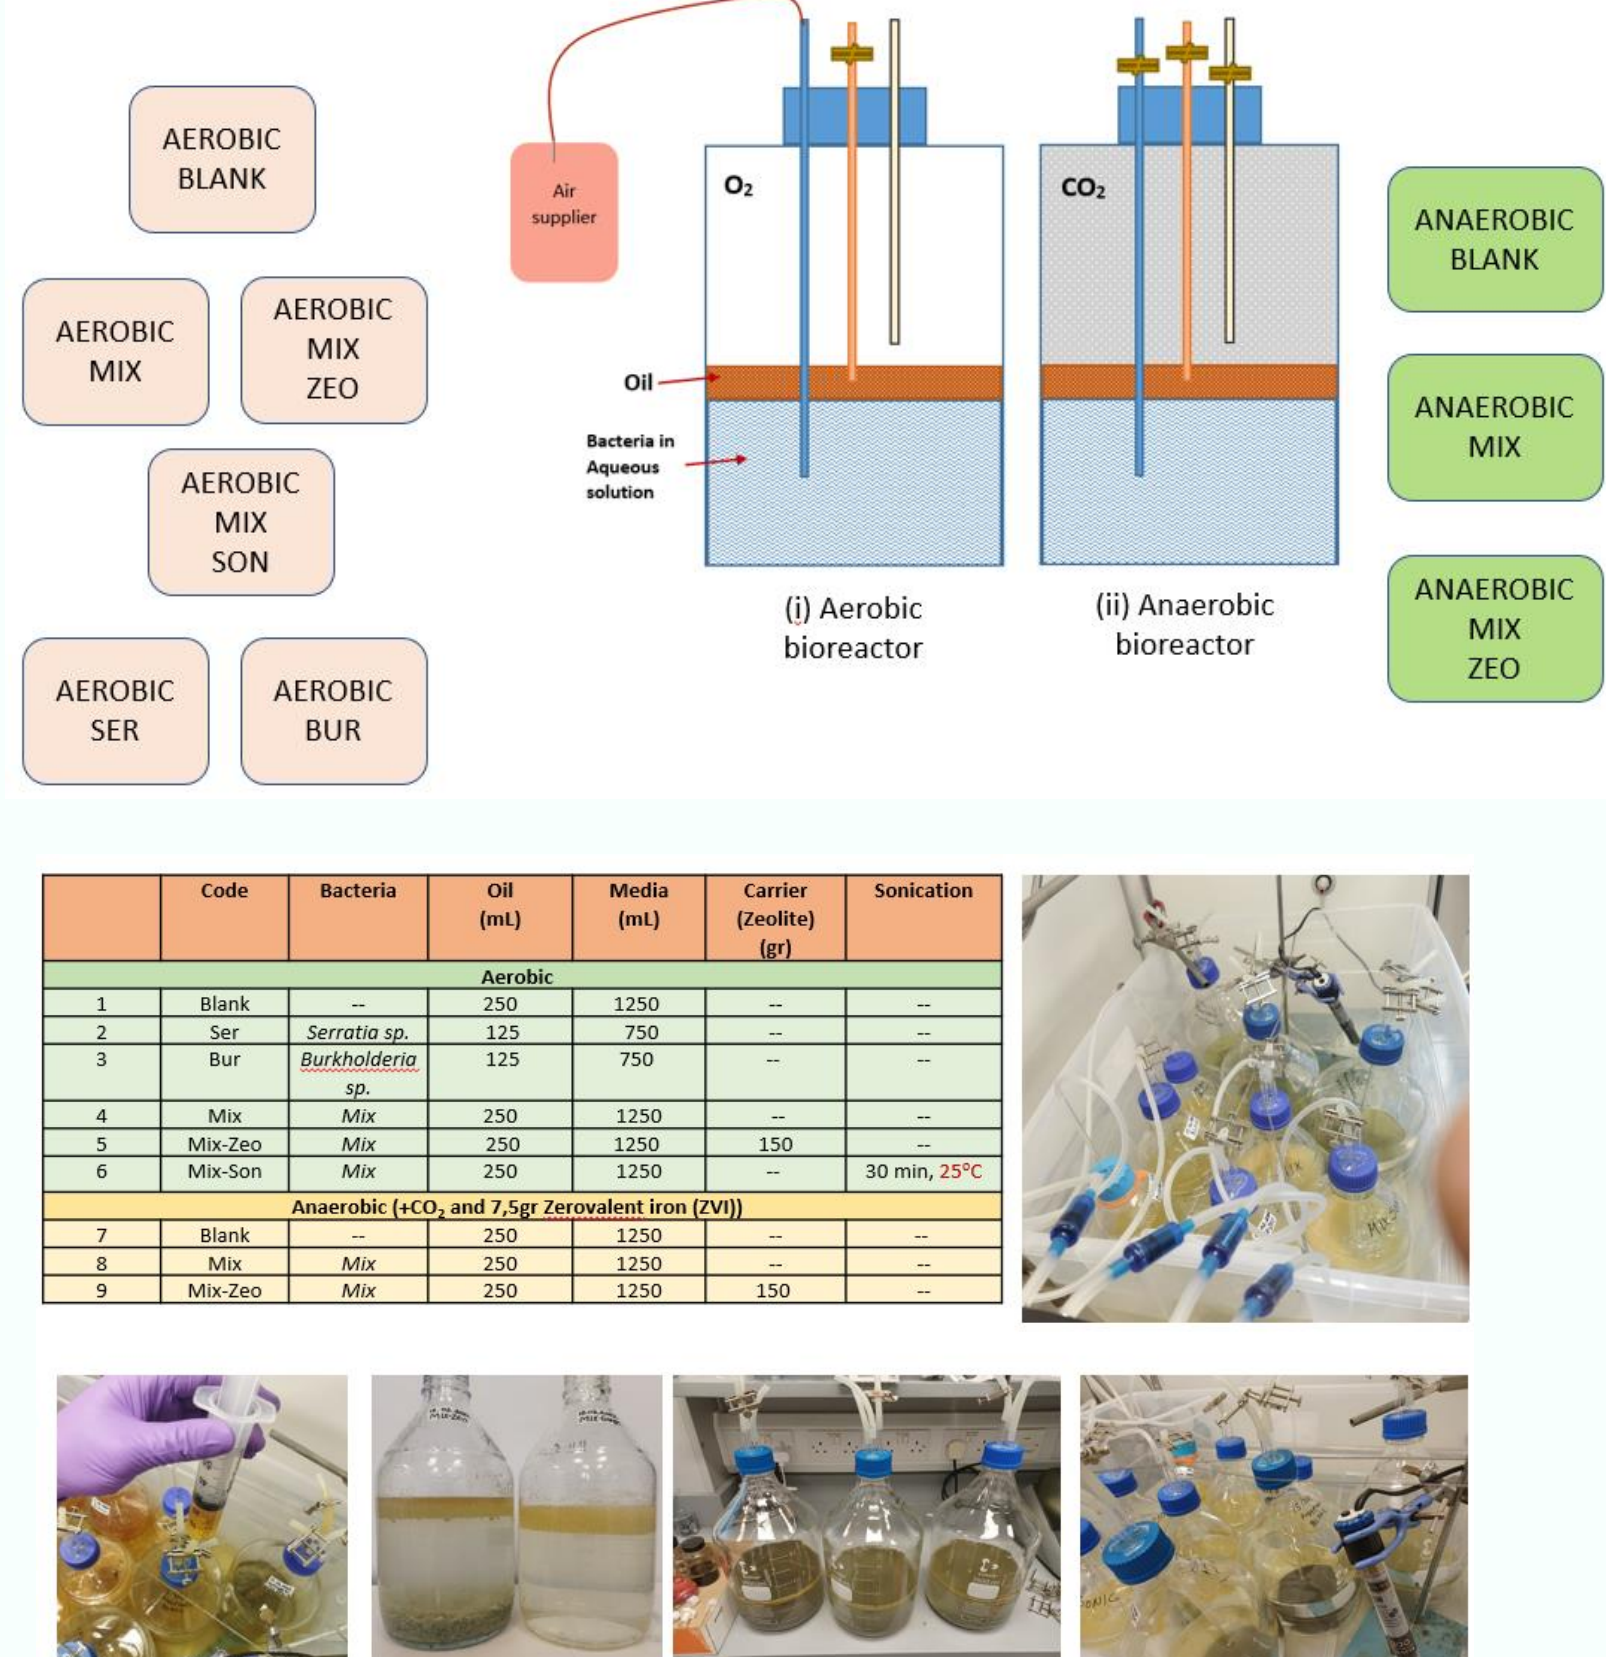 AEROBIC
BLANK
AEROBIC
MIX
AEROBIC
MIX
ZEO
AEROBIC
MIX
SON
AEROBIC
SER
AEROBIC
BUR
Air
supplier
O₂
Oil
Bacteria in
Aqueous
solution
(i) Aerobic
bioreactor
CO₂
(ii) Anaerobic
bioreactor
ANAEROBIC
BLANK
ANAEROBIC
MIX
ANAEROBIC
MIX
ZEO
Code Bacteria Oil (mL) Media (mL) Carrier (Zeolite) (gr) Sonication
Aerobic
1 Blank -- 250 1250 -- --
2 Ser Serratia sp. 125 750 -- --
3 Bur Burkholderia sp. 125 750 -- --
4 Mix Mix 250 1250 -- --
5 Mix-Zeo Mix 250 1250 150 --
6 Mix-Son Mix 250 1250 -- 30 min, 25°C
Anaerobic (+CO₂ and 7,5gr Zerovalent iron (ZVI))
7 Blank -- 250 1250 -- --
8 Mix Mix 250 1250 -- --
9 Mix-Zeo Mix 250 1250 150 --